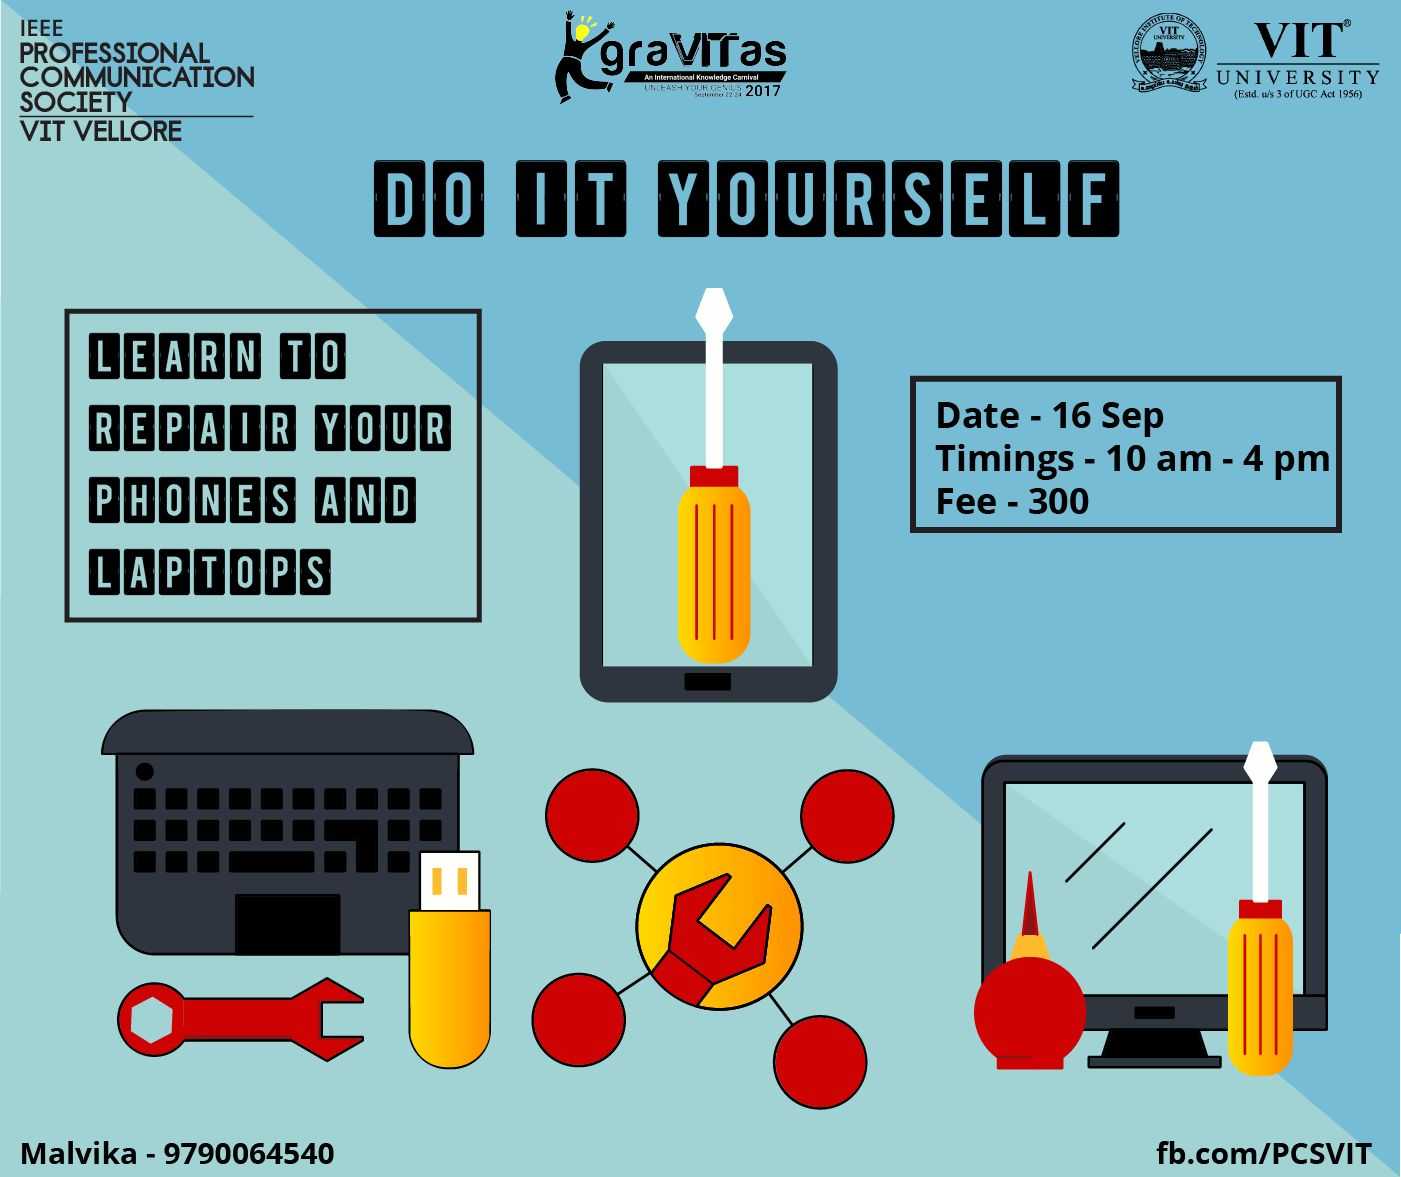 IEEE
PROFESSIONAL
COMMUNICATION
SOCIETY
VIT VELLORE
graVITas
An International Knowledge Carnival
UNLEASH YOUR GENIUS 2017
September 22-24
VIT
UNIVERSITY
VELLORE INSTITUTE OF TECHNOLOGY
VIT®
UNIVERSITY
(Estd. u/s 3 of UGC Act 1956)
DO IT YOURSELF
LEARN TO
REPAIR YOUR
PHONES AND
LAPTOPS
Date - 16 Sep
Timings - 10 am - 4 pm
Fee - 300
Malvika - 9790064540
fb.com/PCSVIT